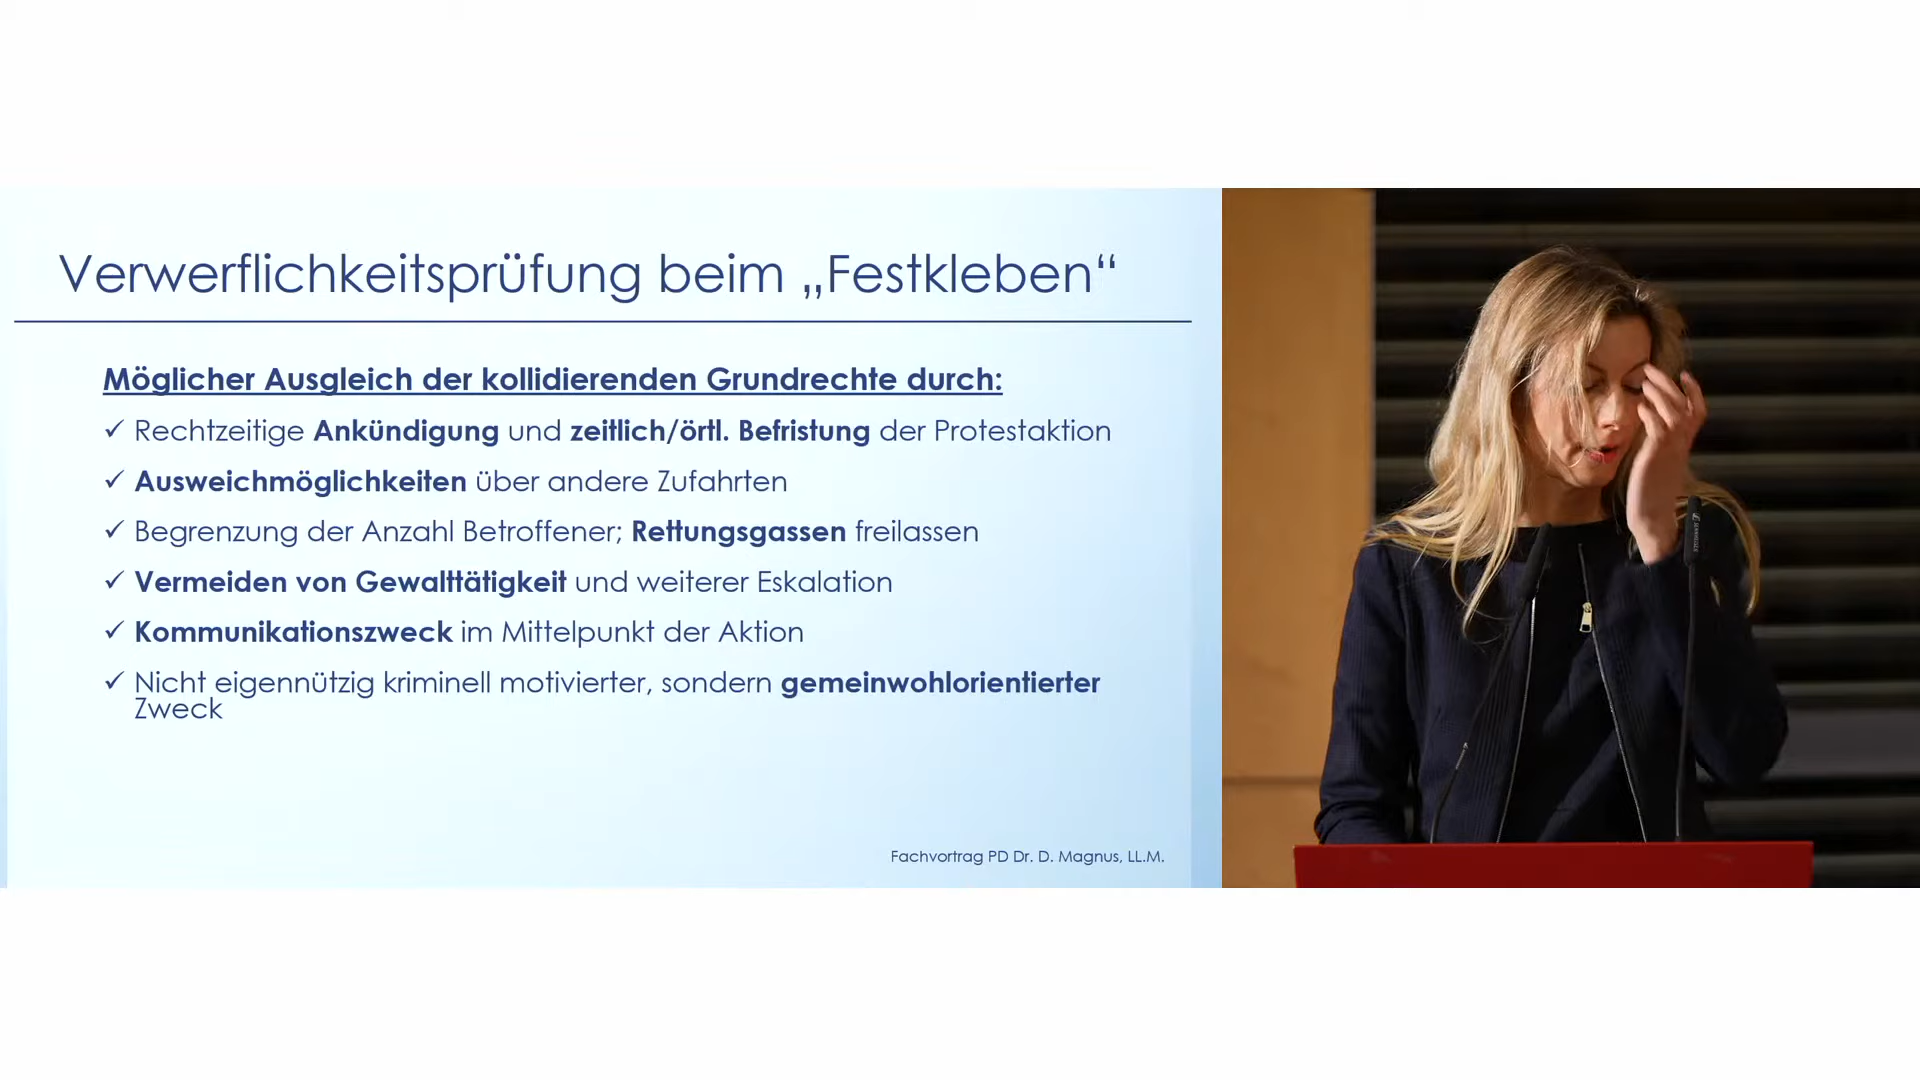 Verwerflichkeitsprüfung beim „Festkleben“
Möglicher Ausgleich der kollidierenden Grundrechte durch:
✓ Rechtzeitige Ankündigung und zeitlich/örtl. Befristung der Protestaktion
✓ Ausweichmöglichkeiten über andere Zufahrten
✓ Begrenzung der Anzahl Betroffener; Rettungsgassen freilassen
✓ Vermeiden von Gewalttätigkeit und weiterer Eskalation
✓ Kommunikationszweck im Mittelpunkt der Aktion
✓ Nicht eigennützig kriminell motivierter, sondern gemeinwohlorientierter
Zweck
Fachvortrag PD Dr. D. Magnus, LL.M.